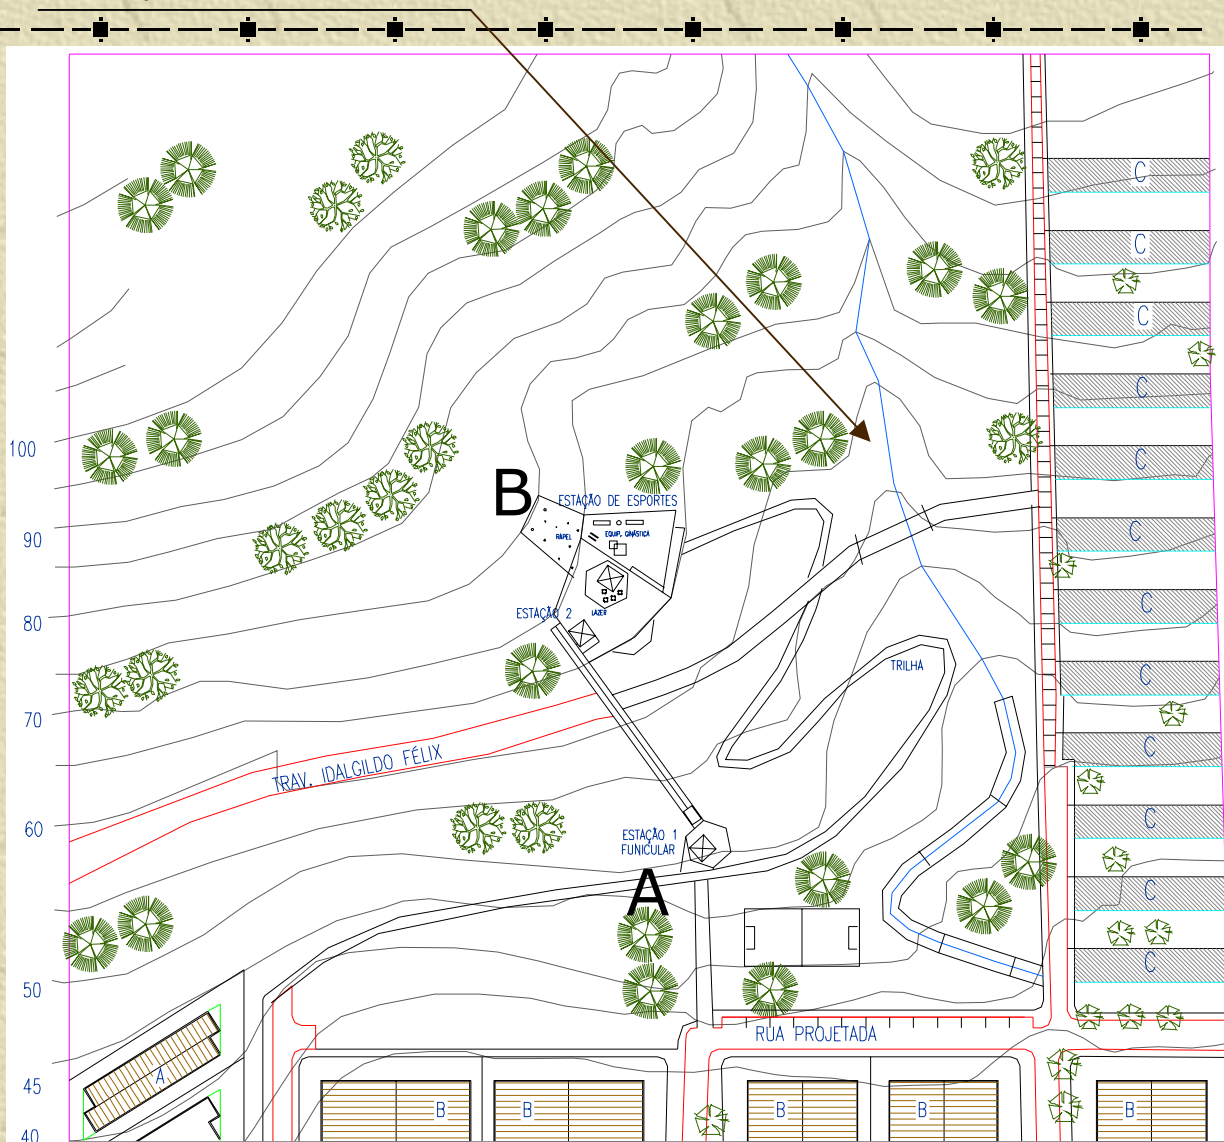 C
C
C
C
100
C
B
ESTAÇÃO DE ESPORTES
RAPEL
EQUIP. GINÁSTICA
90
C
C
LAZER
ESTAÇÃO 2
80
TRILHA
C
70
C
TRAV. IDALGILDO FÉLIX
C
60
ESTAÇÃO 1
FUNICULAR
A
C
C
50
RUA PROJETADA
A
45
B
B
B
B
B
40